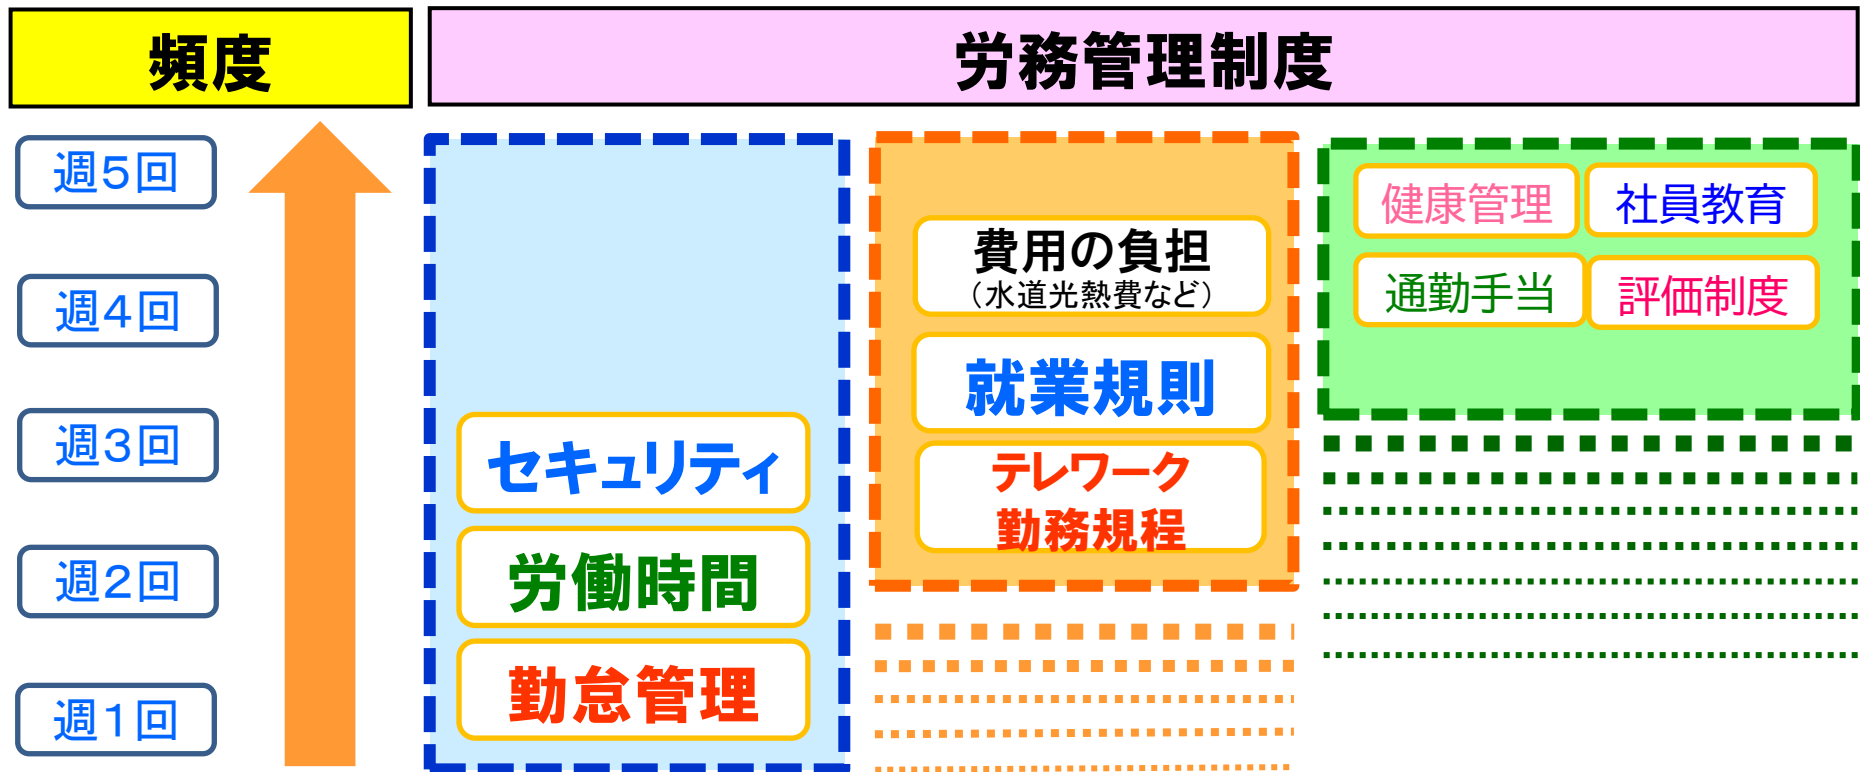 頻度
労務管理制度
週5回
週4回
週3回
週2回
週1回
セキュリティ
労働時間
勤怠管理
費用の負担
（水道光熱費など）
就業規則
テレワーク
勤務規程
健康管理
社員教育
通勤手当
評価制度